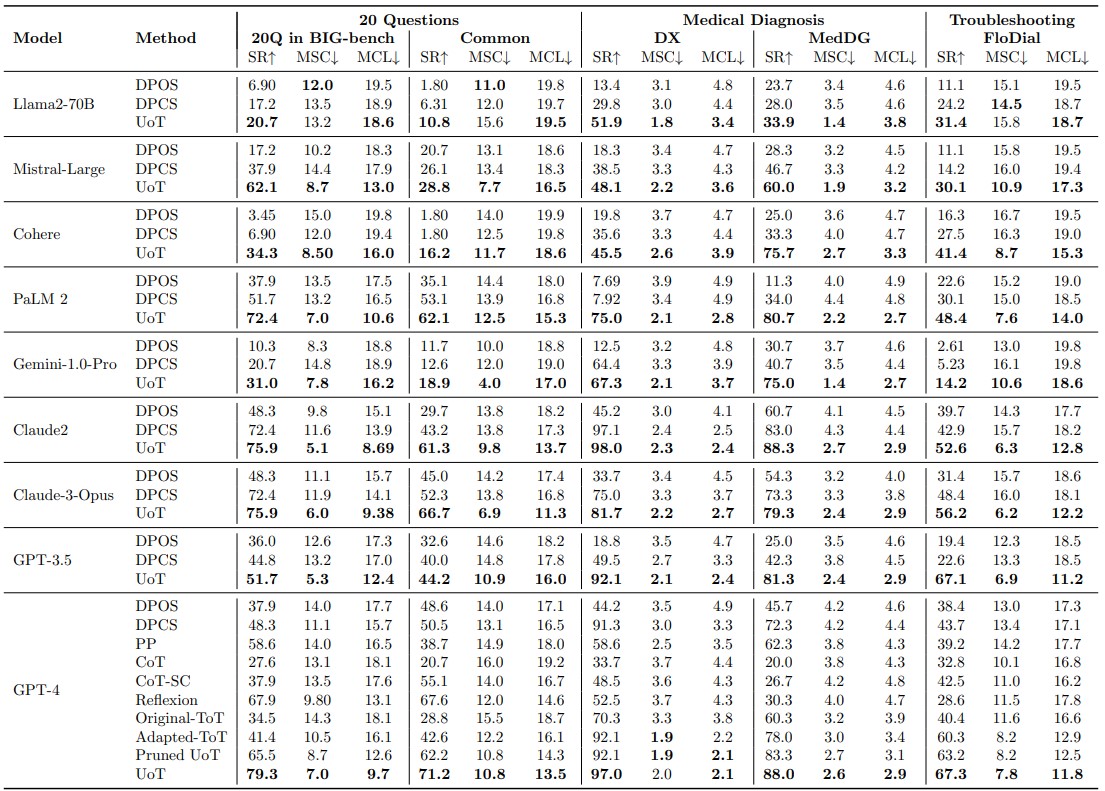 20 Questions Medical Diagnosis Troubleshooting
Model Method 20Q in BIG-bench Common DX MedDG FloDial
SR↑ MSC↓ MCL↓ SR↑ MSC↓ MCL↓ SR↑ MSC↓ MCL↓ SR↑ MSC↓ MCL↓ SR↑ MSC↓ MCL↓
DPOS 6.90 12.0 19.5 1.80 11.0 19.8 13.4 3.1 4.8 23.7 3.4 4.6 11.1 15.1 19.5
Llama2-70B DPCS 17.2 13.5 18.9 6.31 12.0 19.7 29.8 3.0 4.4 28.0 3.5 4.6 24.2 14.5 18.7
UoT 20.7 13.2 18.6 10.8 15.6 19.5 51.9 1.8 3.4 33.9 1.4 3.8 31.4 15.8 18.7
DPOS 17.2 10.2 18.3 20.7 13.1 18.6 18.3 3.4 4.7 28.3 3.2 4.5 11.1 15.8 19.5
Mistral-Large DPCS 37.9 14.4 17.9 26.1 13.4 18.3 38.5 3.3 4.3 46.7 3.3 4.2 14.2 16.0 19.4
UoT 62.1 8.7 13.0 28.8 7.7 16.5 48.1 2.2 3.6 60.0 1.9 3.2 30.1 10.9 17.3
DPOS 3.45 15.0 19.8 1.80 14.0 19.9 19.8 3.7 4.7 25.0 3.6 4.7 16.3 16.7 19.5
Cohere DPCS 6.90 12.0 19.4 1.80 12.5 19.8 35.6 3.3 4.4 33.3 4.0 4.7 27.5 16.3 19.0
UoT 34.3 8.50 16.0 16.2 11.7 18.6 45.5 2.6 3.9 75.7 2.7 3.3 41.4 8.7 15.3
DPOS 37.9 13.5 17.5 35.1 14.4 18.0 7.69 3.9 4.9 11.3 4.0 4.9 22.6 15.2 19.0
PaLM 2 DPCS 51.7 13.2 16.5 53.1 13.9 16.8 7.92 3.4 4.9 34.0 4.4 4.8 30.1 15.0 18.5
UoT 72.4 7.0 10.6 62.1 12.5 15.3 75.0 2.1 2.8 80.7 2.2 2.7 48.4 7.6 14.0
DPOS 10.3 8.3 18.8 11.7 10.0 18.8 12.5 3.2 4.8 30.7 3.7 4.6 2.61 13.0 19.8
Gemini-1.0-Pro DPCS 20.7 14.8 18.9 12.6 12.0 19.0 64.4 3.3 3.9 40.7 3.5 4.4 5.23 16.1 19.8
UoT 31.0 7.8 16.2 18.9 4.0 17.0 67.3 2.1 3.7 75.0 1.4 2.7 14.2 10.6 18.6
DPOS 48.3 9.8 15.1 29.7 13.8 18.2 45.2 3.0 4.1 60.7 4.1 4.5 39.7 14.3 17.7
Claude2 DPCS 72.4 11.6 13.9 43.2 13.8 17.3 97.1 2.4 2.5 83.0 4.3 4.4 42.9 15.7 18.2
UoT 75.9 5.1 8.69 61.3 9.8 13.7 98.0 2.3 2.4 88.3 2.7 2.9 52.6 6.3 12.8
DPOS 48.3 11.1 15.7 45.0 14.2 17.4 33.7 3.4 4.5 54.3 3.2 4.0 31.4 15.7 18.6
Claude-3-Opus DPCS 72.4 11.9 14.1 52.3 13.8 16.8 75.0 3.3 3.7 73.3 3.3 3.8 48.4 16.0 18.1
UoT 75.9 6.0 9.38 66.7 6.9 11.3 81.7 2.2 2.7 79.3 2.4 2.9 56.2 6.2 12.2
DPOS 36.0 12.6 17.3 32.6 14.6 18.2 18.8 3.5 4.7 25.0 3.5 4.6 19.4 12.3 18.5
GPT-3.5 DPCS 44.8 13.2 17.0 40.0 14.8 17.8 49.5 2.7 3.3 42.3 3.8 4.5 22.6 13.3 18.5
UoT 51.7 5.3 12.4 44.2 10.9 16.0 92.1 2.1 2.4 81.3 2.4 2.9 67.1 6.9 11.2
DPOS 37.9 14.0 17.7 48.6 14.0 17.1 44.2 3.5 4.9 45.7 4.2 4.6 38.4 13.0 17.3
DPCS 48.3 11.1 15.7 50.5 13.1 16.5 91.3 3.0 3.3 72.3 4.2 4.4 43.7 13.4 17.1
PP 58.6 14.0 16.5 38.7 14.9 18.0 58.6 2.5 3.5 62.3 3.8 4.3 39.2 14.2 17.7
CoT 27.6 13.1 18.1 20.7 16.0 19.2 33.7 3.7 4.4 20.0 3.8 4.3 32.8 10.1 16.8
CoT-SC 37.9 13.5 17.6 55.1 14.0 16.7 48.5 3.6 4.3 26.7 4.2 4.8 42.5 11.0 16.2
GPT-4 Reflexion 67.9 9.80 13.1 67.6 12.0 14.6 52.5 3.7 4.3 30.3 4.0 4.7 28.6 11.5 17.8
Original-ToT 34.5 14.3 18.1 28.8 15.5 18.7 70.3 3.3 3.8 60.3 3.2 3.9 40.4 11.6 16.6
Adapted-ToT 41.4 10.5 16.1 42.6 12.2 16.1 92.1 1.9 2.2 78.0 3.0 3.4 60.3 8.2 12.9
Pruned UoT 65.5 8.7 12.6 62.2 10.8 14.3 92.1 1.9 2.1 83.3 2.7 3.1 63.2 8.2 12.5
UoT 79.3 7.0 9.7 71.2 10.8 13.5 97.0 2.0 2.1 88.0 2.6 2.9 67.3 7.8 11.8